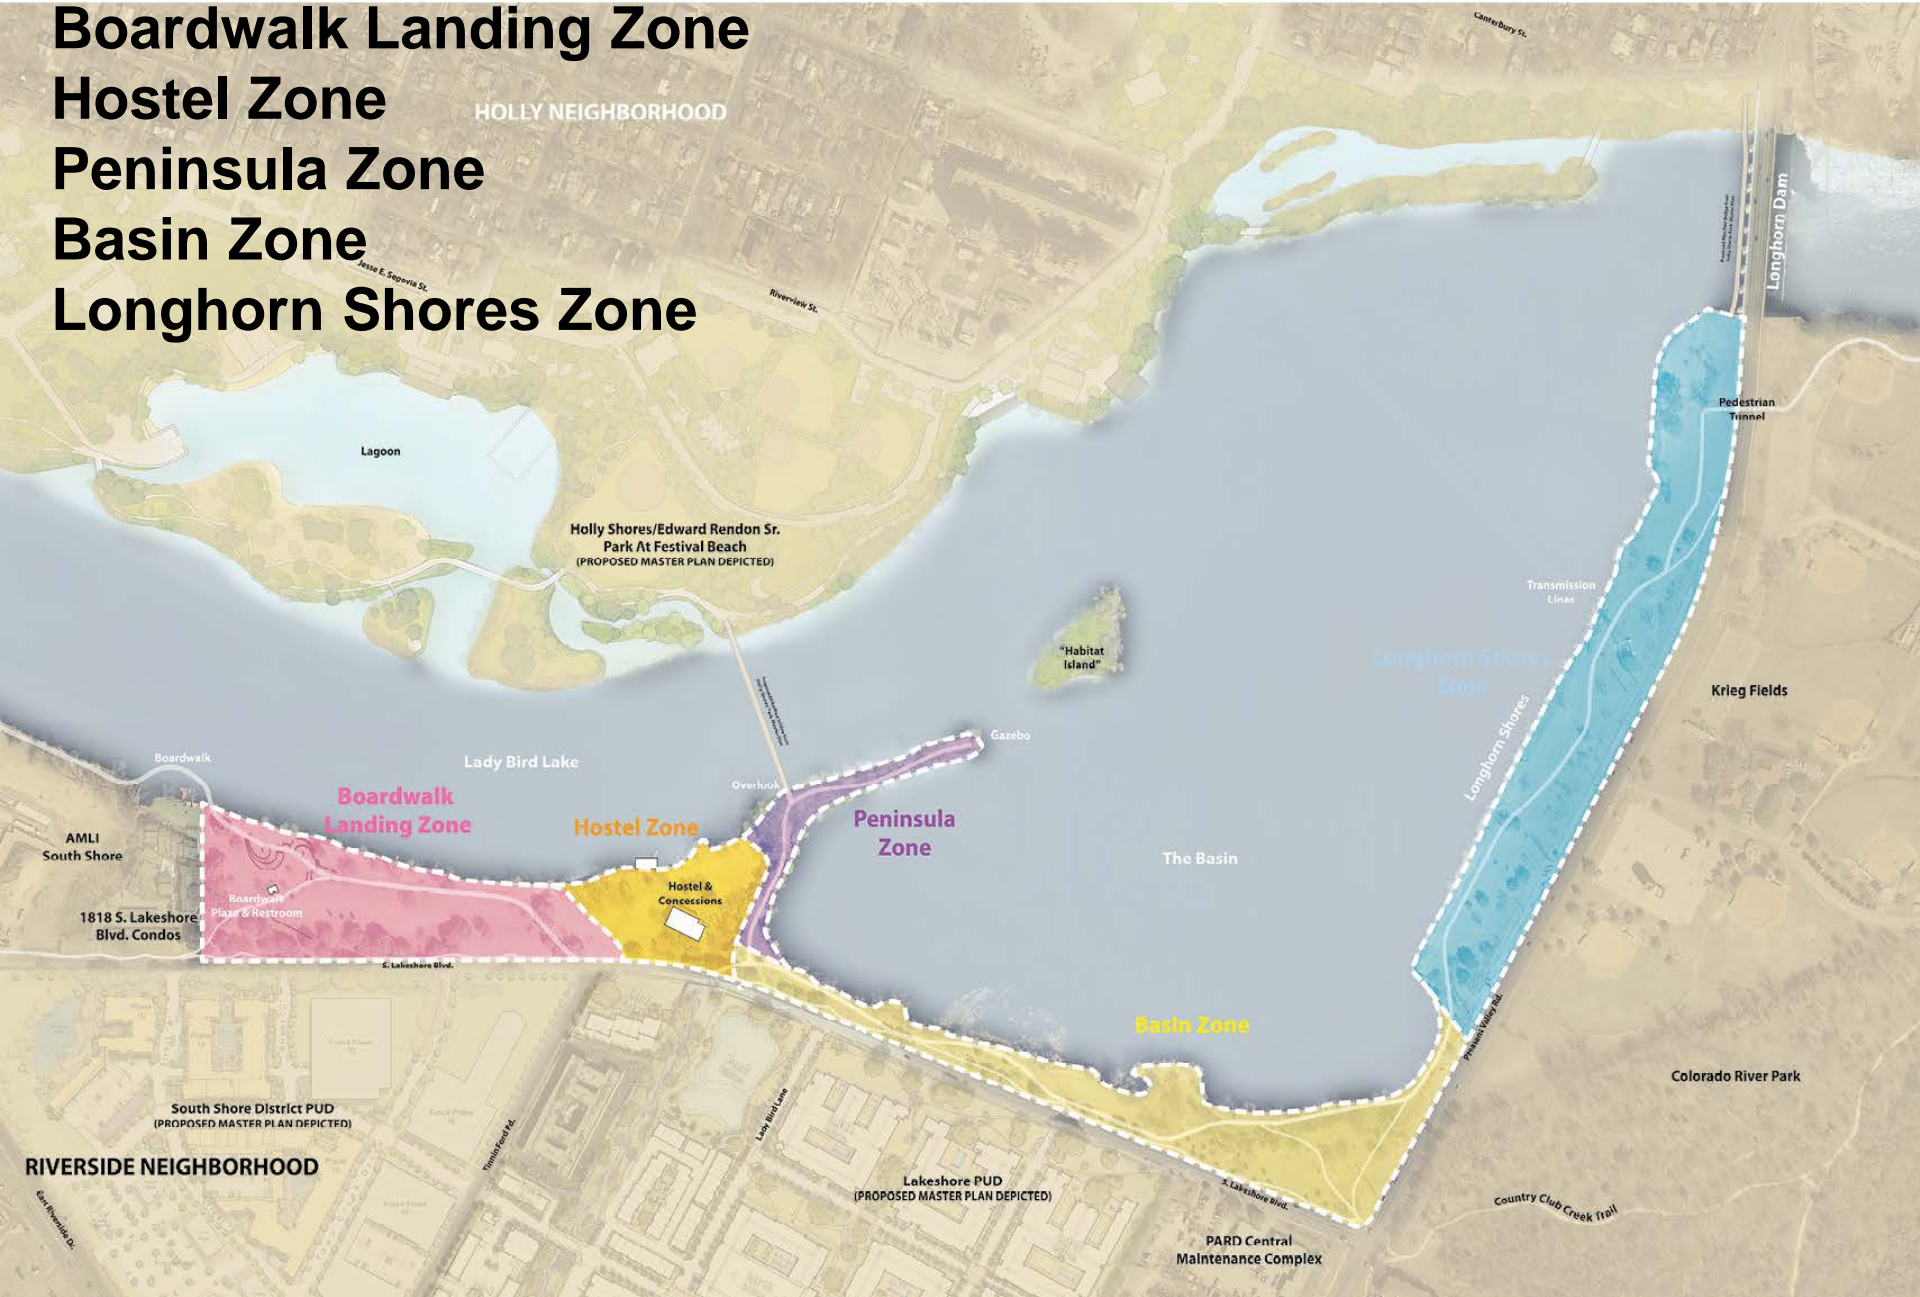 Boardwalk Landing Zone
Hostel Zone
Peninsula Zone
Basin Zone
Longhorn Shores Zone
Canterbury St.
HOLLY NEIGHBORHOOD
Jesse E. Segovia St.
Riverview St.
Longhorn Dam
Pedestrian
Tunnel
Lagoon
Holly Shores/Edward Rendon Sr.
Park At Festival Beach
(PROPOSED MASTER PLAN DEPICTED)
Transmission
Lines
"Habitat
Island"
Longhorn Shores
Zone
Longhorn Shores
Krieg Fields
Boardwalk
Lady Bird Lake
Gazebo
Overlook
Boardwalk
Landing Zone
Hostel Zone
Peninsula
Zone
AMLI
South Shore
The Basin
Hostel &
Concessions
Boardwalk
Plaza & Restroom
1818 S. Lakeshore
Blvd. Condos
S. Lakeshore Blvd.
Basin Zone
Pleasant Valley Rd.
Colorado River Park
South Shore District PUD
(PROPOSED MASTER PLAN DEPICTED)
Tinnin Ford Rd.
Lady Bird Lane
RIVERSIDE NEIGHBORHOOD
Lakeshore PUD
(PROPOSED MASTER PLAN DEPICTED)
S. Lakeshore Blvd.
Country Club Creek Trail
East Riverside Dr.
PARD Central
Maintenance Complex